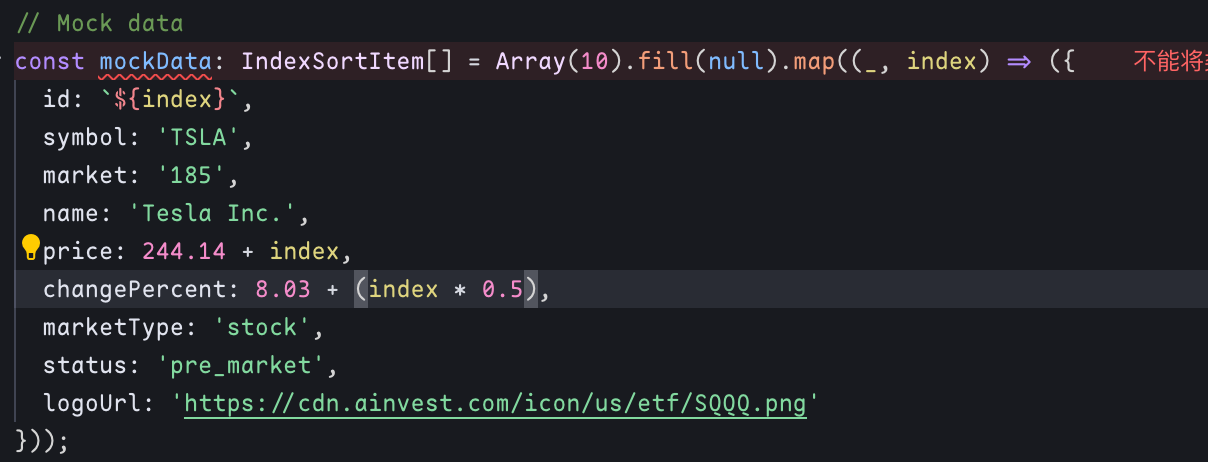 // Mock data
const mockData: IndexSortItem[] = Array(10).fill(null).map((_, index) => ({ 不能将
id: `${index}`,
symbol: 'TSLA',
market: '185',
name: 'Tesla Inc.',
price: 244.14 + index,
changePercent: 8.03 + (index * 0.5),
marketType: 'stock',
status: 'pre_market',
logoUrl: 'https://cdn.ainvest.com/icon/us/etf/SQQQ.png'
}));